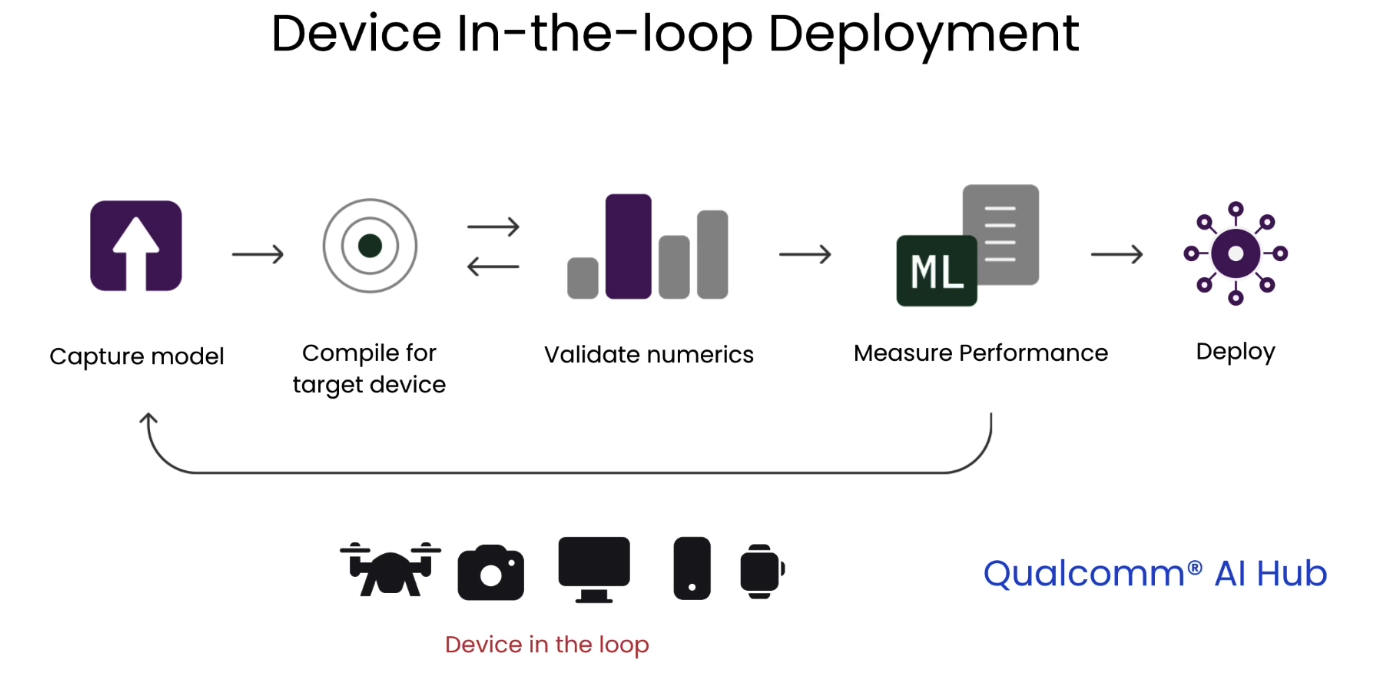 Device In-the-loop Deployment
ML
Capture model
Compile for
target device
Validate numerics
Measure Performance
Deploy
Qualcomm® AI Hub
Device in the loop